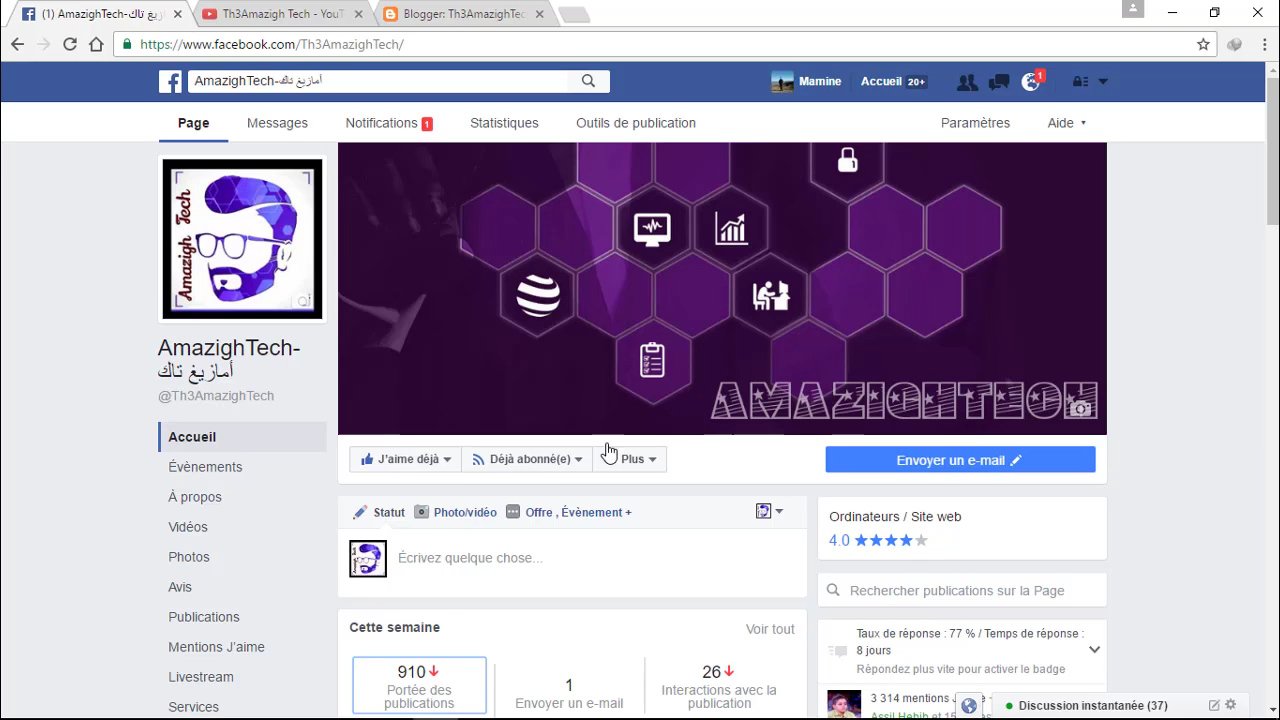 (1) AmazighTech-أمازيغ تاك
Th3Amazigh Tech - YouT
Blogger: Th3AmazighTec
https://www.facebook.com/Th3AmazighTech/
AmazighTech-أمازيغ تاك
Mamine
Accueil 20+
1
Page
Messages
Notifications 1
Statistiques
Outils de publication
Paramètres
Aide
Amazigh Tech
AMAZIGHTECH
AmazighTech-
أمازيغ تاك
@Th3AmazighTech
J'aime déjà
Déjà abonné(e)
Plus
Envoyer un e-mail
Accueil
Évènements
À propos
Vidéos
Photos
Avis
Publications
Mentions J'aime
Livestream
Services
Statut
Photo/vidéo
Offre , Évènement +
Écrivez quelque chose...
Cette semaine
Voir tout
910
Portée des
publications
1
Envoyer un e-mail
26
Interactions avec la
publication
Ordinateurs / Site web
4.0
Rechercher publications sur la Page
Taux de réponse : 77 % / Temps de réponse :
8 jours
Répondez plus vite pour activer le badge
3 314 mentions J
Assil Hebib et 15
Discussion instantanée (37)